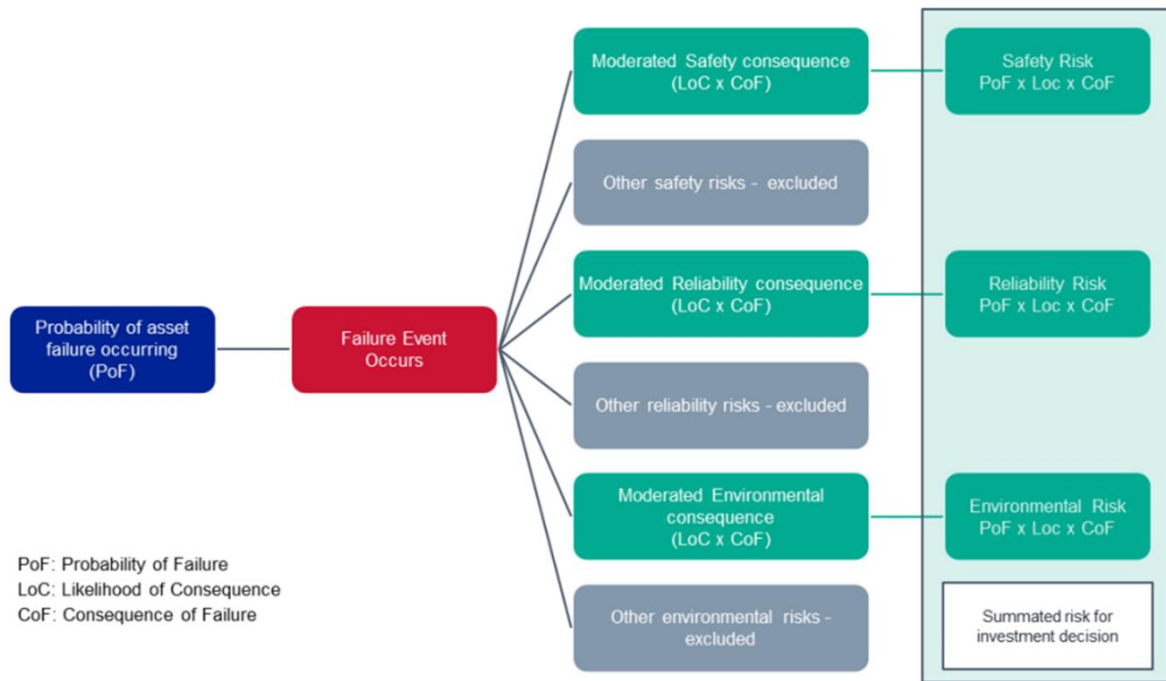 Probability of asset
failure occurring
(PoF)
Failure Event
Occurs
Moderated Safety consequence
(LoC x CoF)
Other safety risks - excluded
Moderated Reliability consequence
(LoC x CoF)
Other reliability risks - excluded
Moderated Environmental
consequence
(LoC x CoF)
Other environmental risks -
excluded
Safety Risk
PoF x Loc x CoF
Reliability Risk
PoF x Loc x CoF
Environmental Risk
PoF x Loc x CoF
Summated risk for
investment decision
PoF: Probability of Failure
LoC: Likelihood of Consequence
CoF: Consequence of Failure